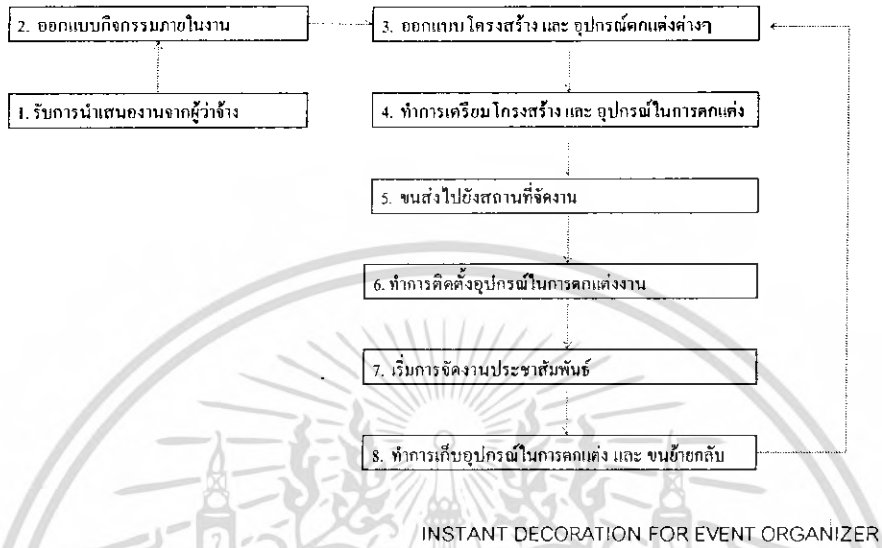 2. ออกแบบกิจกรรมภายในงาน
3. ออกแบบ โครงสร้าง และ อุปกรณ์ตกแต่งต่างๆ
1. รับการนำเสนองานจากผู้ว่าจ้าง
4. ทำการเตรียม โครงสร้าง และ อุปกรณ์ในการตกแต่ง
5. ขนส่งไปยังสถานที่จัดงาน
6. ทำการติดตั้งอุปกรณ์ในการตกแต่งงาน
7. เริ่มการจัดงานประชาสัมพันธ์
8. ทำการเก็บอุปกรณ์ในการตกแต่ง และ ขนย้ายกลับ
INSTANT DECORATION FOR EVENT ORGANIZER